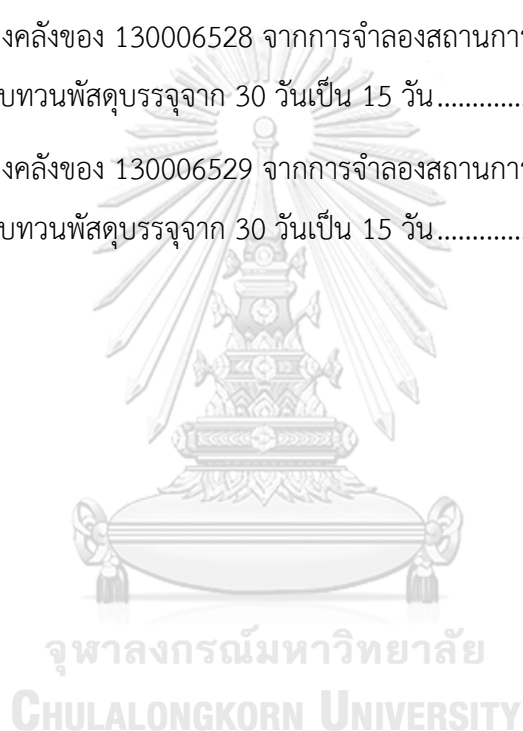 งคลังของ 130006528 จากการจำลองสถานกา
บทวนพัสดุบรรจุจาก 30 วันเป็น 15 วัน.............
งคลังของ 130006529 จากการจำลองสถานกา
บทวนพัสดุบรรจุจาก 30 วันเป็น 15 วัน.............
จุฬาลงกรณ์มหาวิทยาลัย
CHULALONGKORN UNIVERSITY